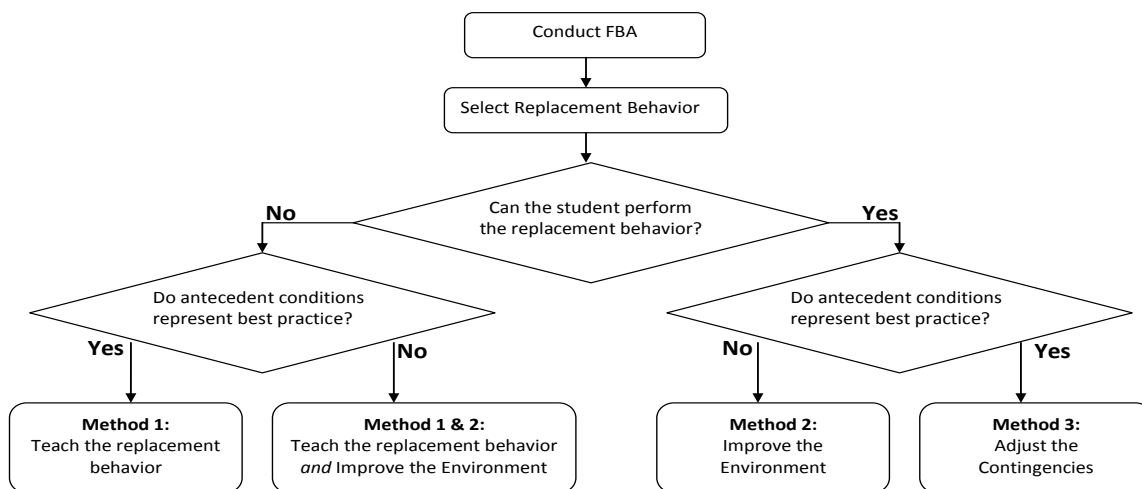 Conduct FBA
Select Replacement Behavior
Can the student perform
the replacement behavior?
No
Yes
Do antecedent conditions
represent best practice?
Do antecedent conditions
represent best practice?
Yes
No
No
Yes
Method 1:
Teach the replacement
behavior
Method 1 & 2:
Teach the replacement behavior
and Improve the Environment
Method 2:
Improve the
Environment
Method 3:
Adjust the
Contingencies